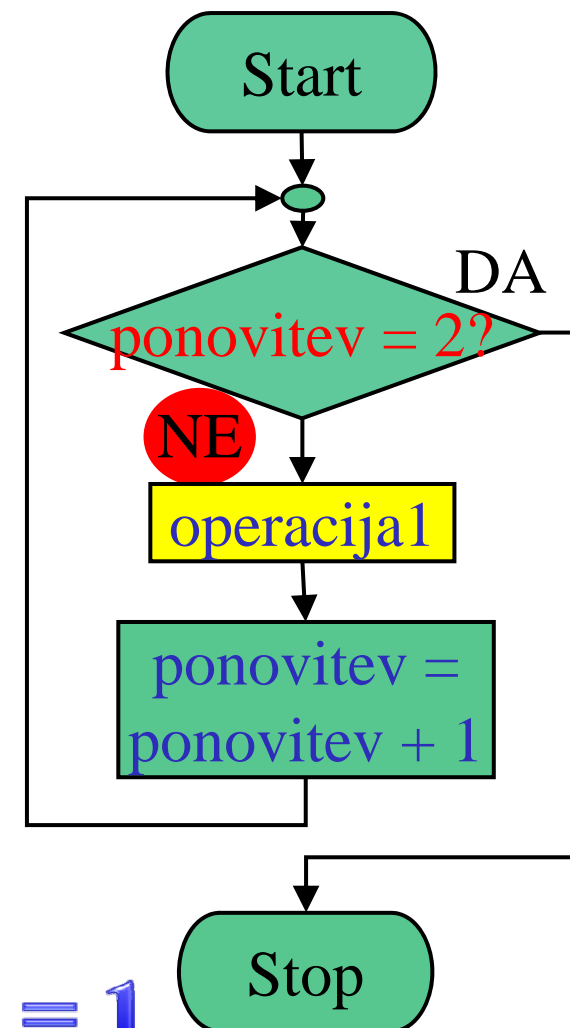 Start
DA
ponovitev = 2?
NE
operacija1
ponovitev =
ponovitev + 1
Stop
= 1